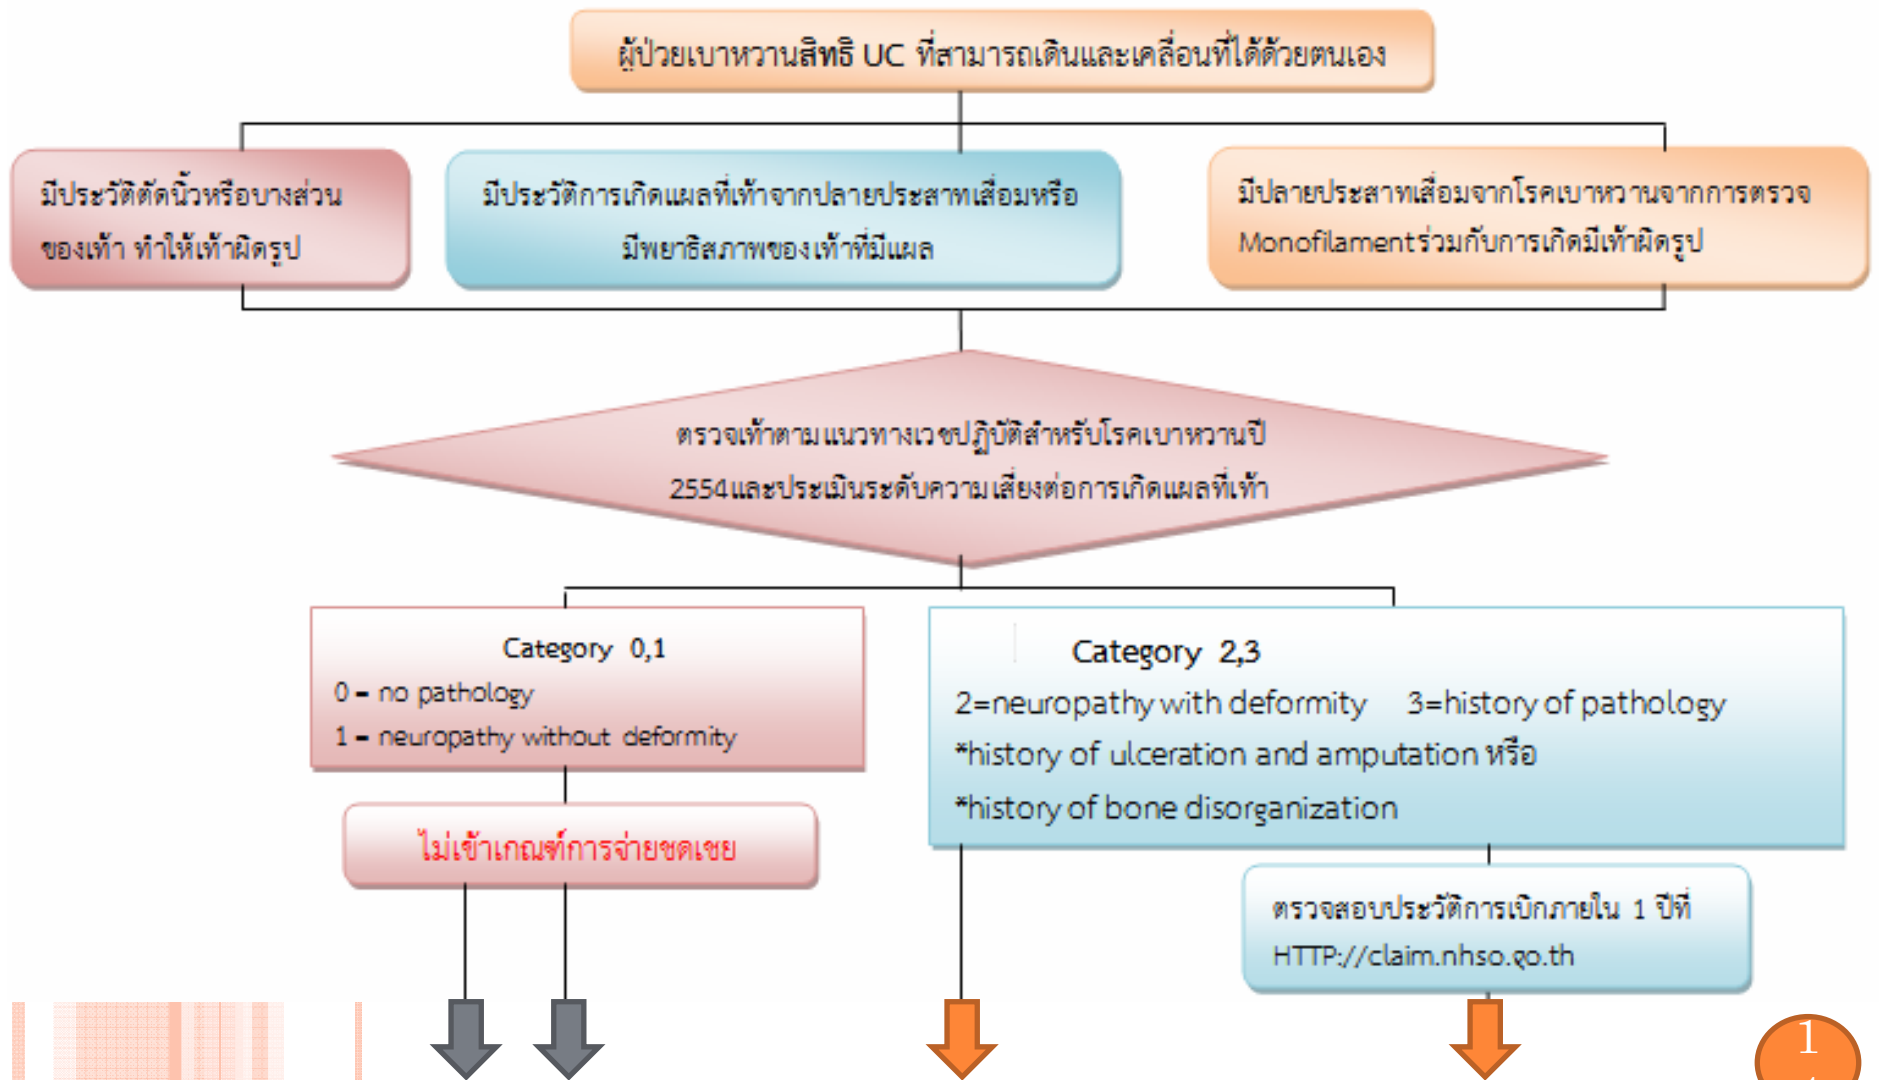 ผู้ป่วยเบาหวานสิทธิ UC ที่สามารถเดินและเคลื่อนที่ได้ด้วยตนเอง
มีประวัติตัดนิ้วหรือบางส่วน
ของเท้า ทำให้เท้าผิดรูป
มีประวัติการเกิดแผลที่เท้าจากปลายประสาทเสื่อมหรือ
มีพยาธิสภาพของเท้าที่มีแผล
มีปลายประสาทเสื่อมจากโรคเบาหวานจากการตรวจ
Monofilamentร่วมกับการเกิดมีเท้าผิดรูป
ตรวจเท้าตามแนวทางเวชปฏิบัติสำหรับโรคเบาหวานปี
2554และประเมินระดับความเสี่ยงต่อการเกิดแผลที่เท้า
Category 0,1
0 = no pathology
1 = neuropathy without deformity
Category 2,3
2=neuropathy with deformity 3=history of pathology
*history of ulceration and amputation หรือ
*history of bone disorganization
ไม่เข้าเกณฑ์การจ่ายชดเชย
ตรวจสอบประวัติการเบิกภายใน 1 ปีที่
HTTP://claim.nhso.go.th
1